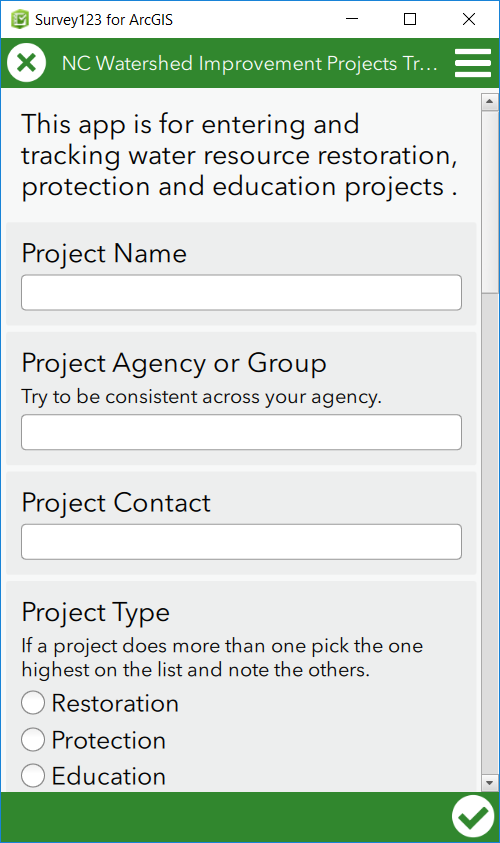 Survey123 for ArcGIS
NC Watershed Improvement Projects Tr...
This app is for entering and
tracking water resource restoration,
protection and education projects .
Project Name
Project Agency or Group
Try to be consistent across your agency.
Project Contact
Project Type
If a project does more than one pick the one
highest on the list and note the others.
Restoration
Protection
Education